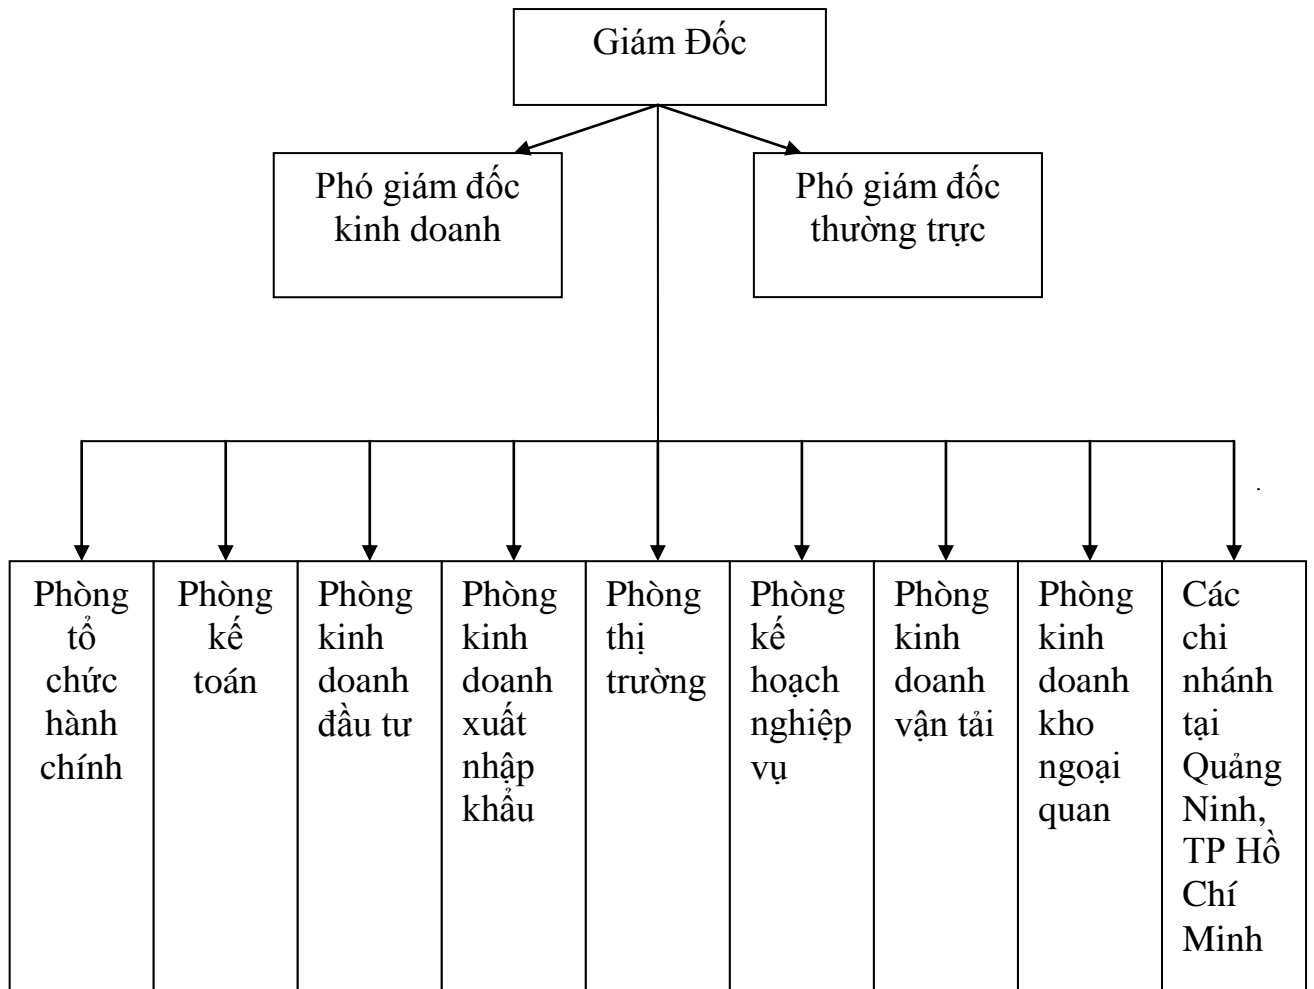 Giám Đốc
Phó giám đốc
kinh doanh
Phó giám đốc
thường trực
Phòng
tổ
chức
hành
chính
Phòng
kế
toán
Phòng
kinh
doanh
đầu tư
Phòng
kinh
doanh
xuất
nhập
khẩu
Phòng
thị
trường
Phòng
kế
hoạch
nghiệp
vụ
Phòng
kinh
doanh
vận tải
Phòng
kinh
doanh
kho
ngoại
quan
Các
chi
nhánh
tại
Quảng
Ninh,
TP Hồ
Chí
Minh